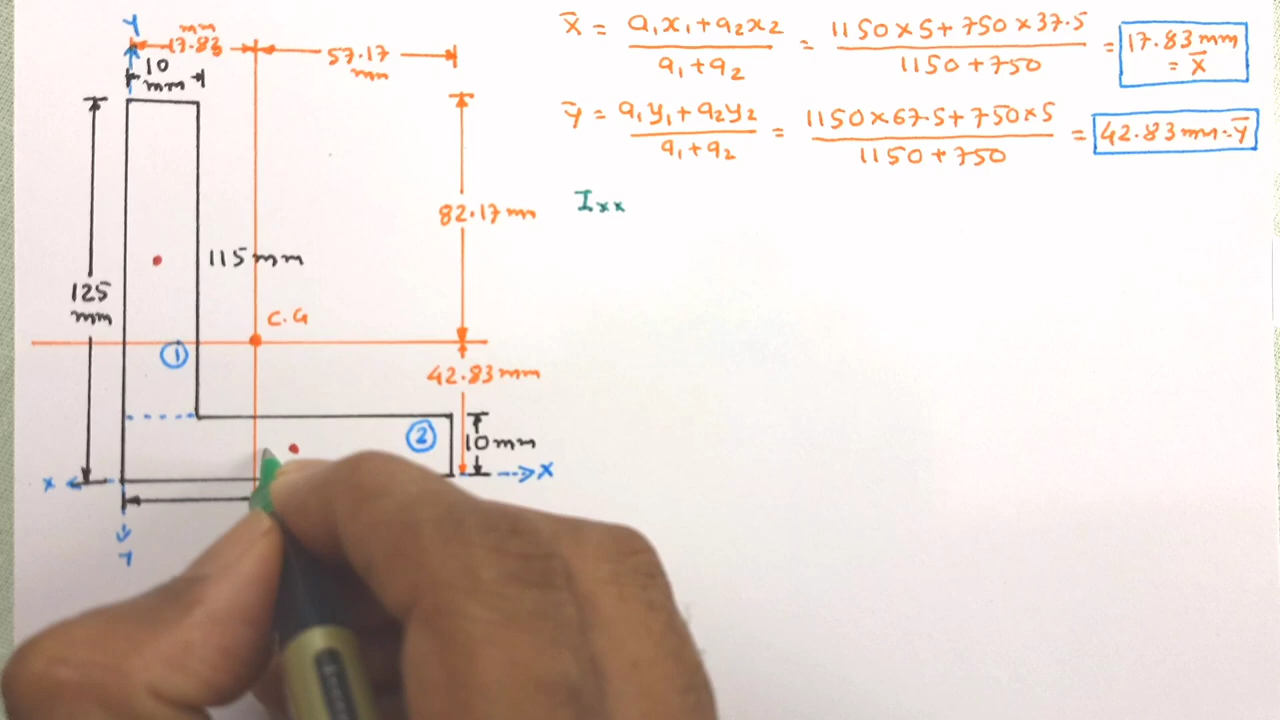 x̄ = a₁x₁+a₂x₂ / a₁+a₂ = 1150×5+750×37.5 / 1150+750 = 17.83 mm = x̄
ȳ = a₁y₁+a₂y₂ / a₁+a₂ = 1150×67.5+750×5 / 1150+750 = 42.83 mm = ȳ
Ixx
Y
mm
17.83
57.17
mm
10
mm
82.17 mm
115 mm
125
mm
C.G
1
42.83 mm
2
10 mm
x
X
Y